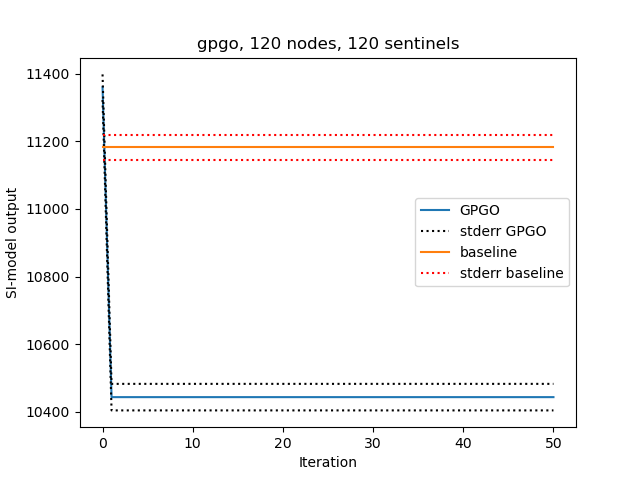 gpgo, 120 nodes, 120 sentinels
11400
11200
11000
10800
10600
10400
SI-model output
GPGO
stderr GPGO
baseline
stderr baseline
0 10 20 30 40 50
Iteration